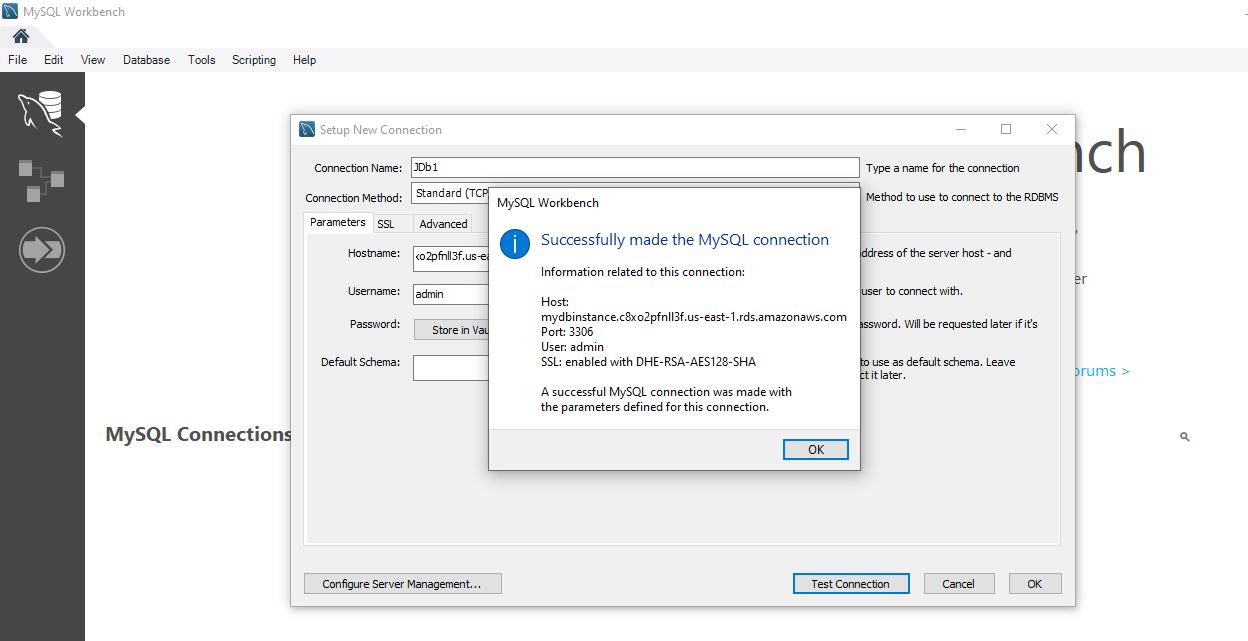 MySQL Workbench
File Edit View Database Tools Scripting Help
nch
Setup New Connection
Connection Name: JDb1 Type a name for the connection
Connection Method: Standard (TCP Method to use to connect to the RDBMS
Parameters SSL Advanced
Hostname: xo2pfnll3f.us-ea ddress of the server host - and
Username: admin user to connect with.
Password: Store in Vau assword. Will be requested later if it's
Default Schema: to use as default schema. Leave
ct it later.
MySQL Workbench
Successfully made the MySQL connection
Information related to this connection:
Host:
mydbinstance.c8xo2pfnll3f.us-east-1.rds.amazonaws.com
Port: 3306
User: admin
SSL: enabled with DHE-RSA-AES128-SHA
A successful MySQL connection was made with
the parameters defined for this connection.
OK
er
orums >
MySQL Connections
Configure Server Management... Test Connection Cancel OK